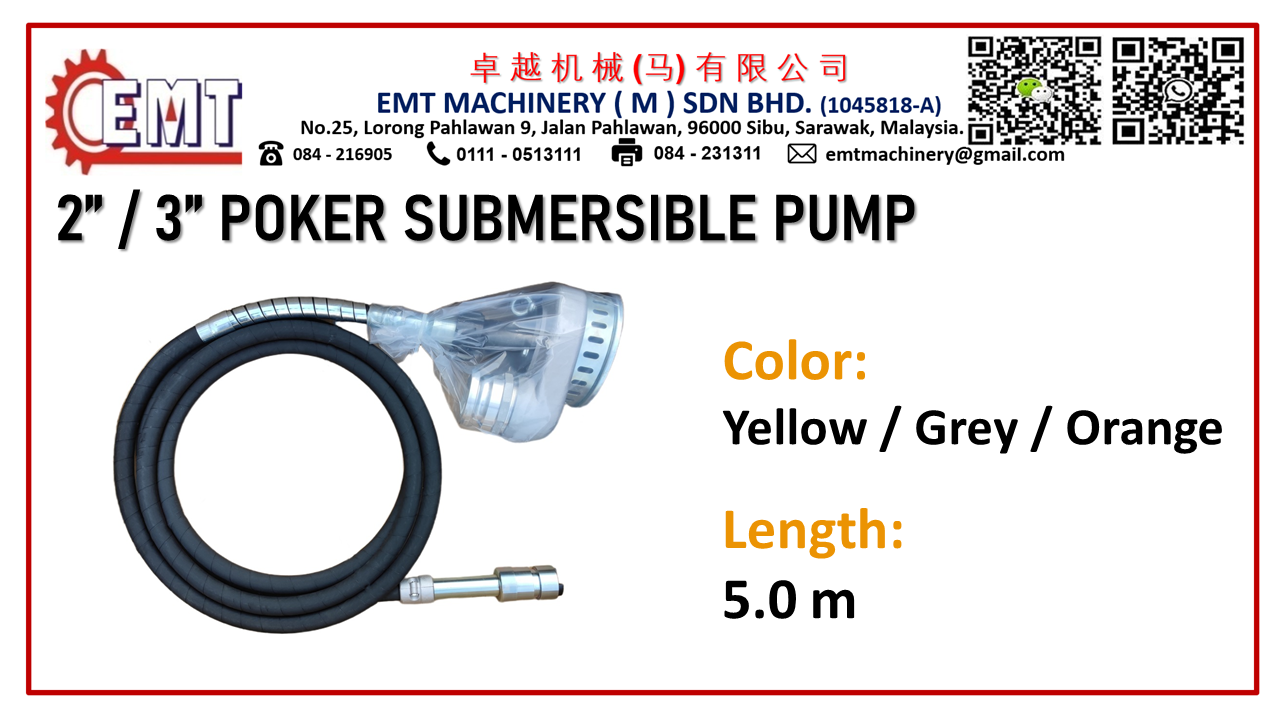 EMT
卓越机械(马)有限公司
EMT MACHINERY ( M ) SDN BHD. (1045818-A)
No.25, Lorong Pahlawan 9, Jalan Pahlawan, 96000 Sibu, Sarawak, Malaysia.
084 - 216905 0111 - 0513111 084 - 231311 emtmachinery@gmail.com
2” / 3” POKER SUBMERSIBLE PUMP
Color:
Yellow / Grey / Orange
Length:
5.0 m